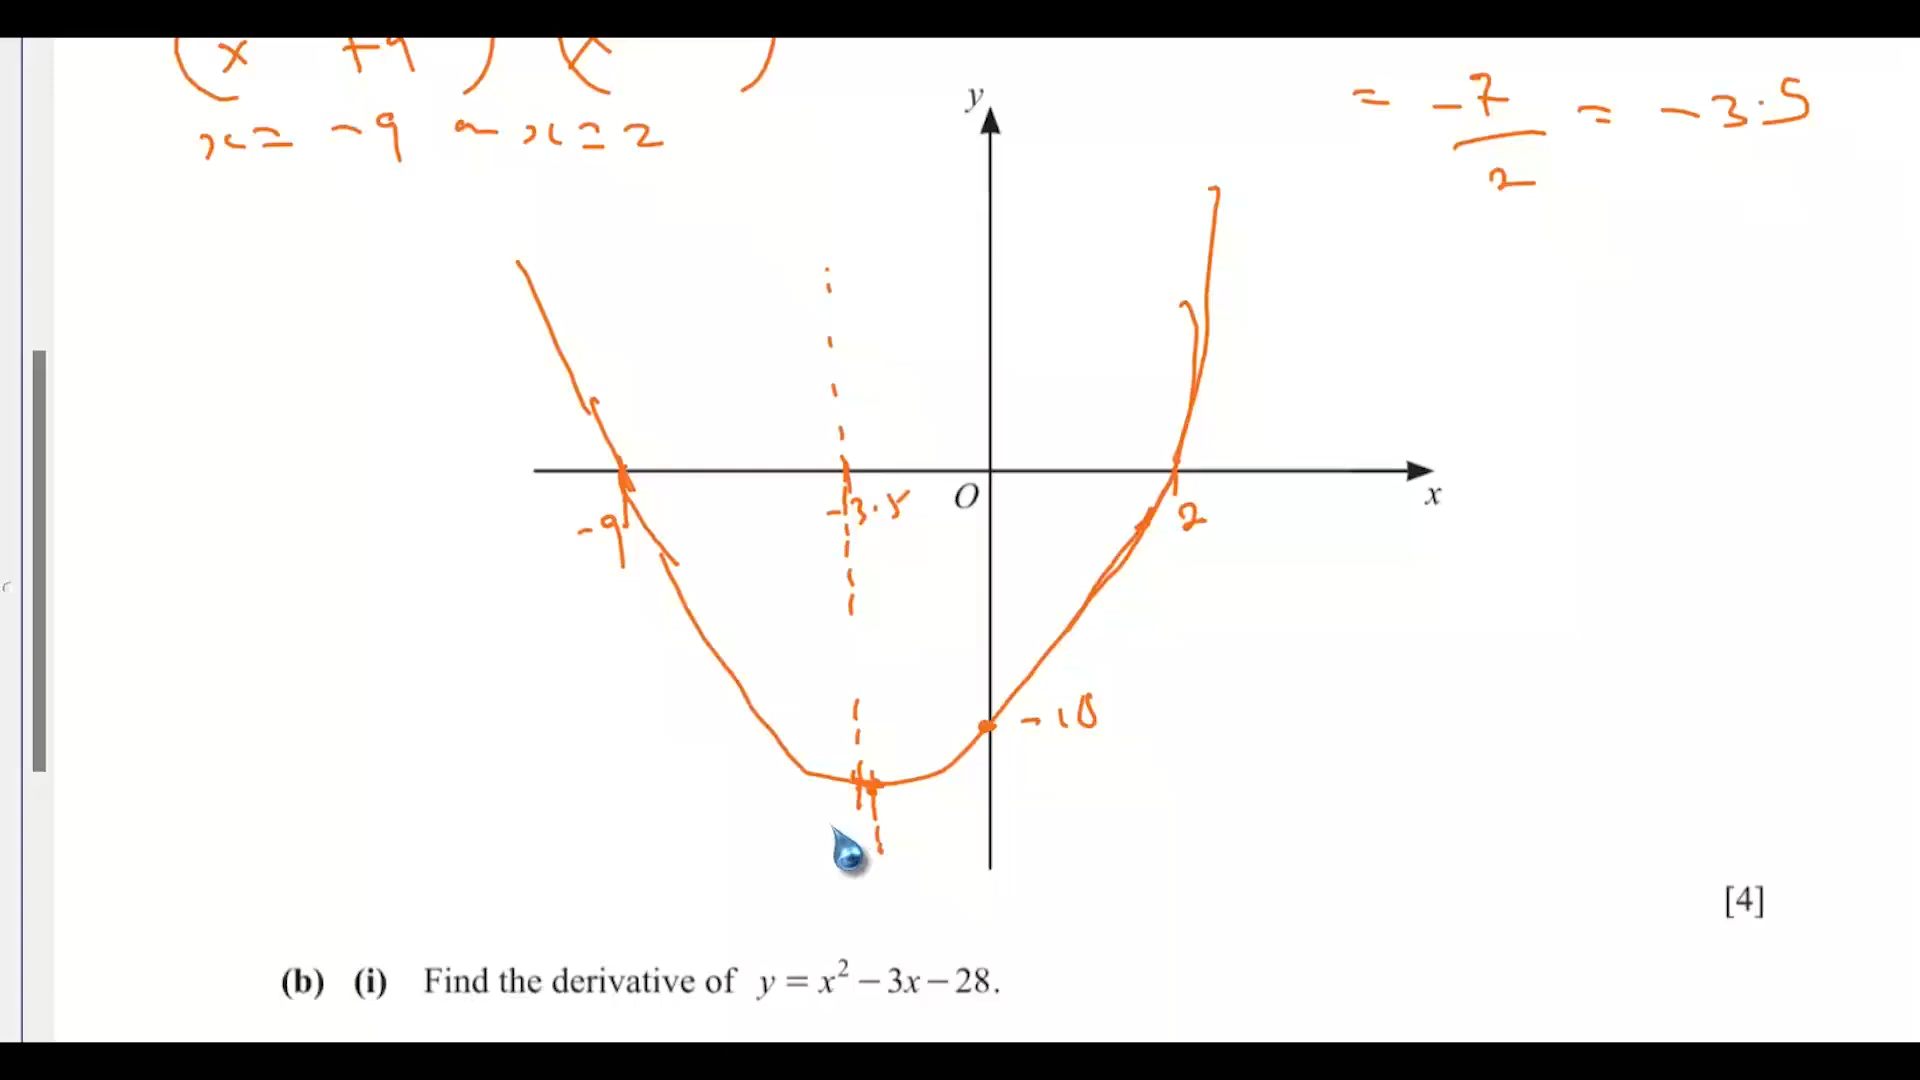 (x +9) (x )
x = -9 or x = 2
= -7/2 = -3.5
y
O
x
-9
-3.5
2
-18
[4]
(b) (i) Find the derivative of y = x² − 3x − 28.